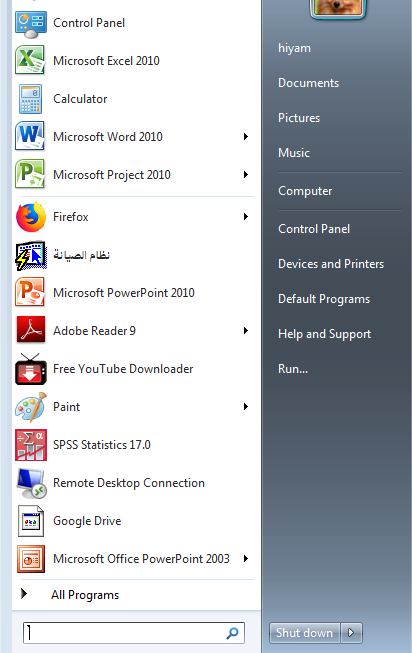 Control Panel
Microsoft Excel 2010
Calculator
Microsoft Word 2010
Microsoft Project 2010
Firefox
نظام الصيانة
Microsoft PowerPoint 2010
Adobe Reader 9
Free YouTube Downloader
Paint
SPSS Statistics 17.0
Remote Desktop Connection
Google Drive
Microsoft Office PowerPoint 2003
All Programs
hiyam
Documents
Pictures
Music
Computer
Control Panel
Devices and Printers
Default Programs
Help and Support
Run...
Shut down